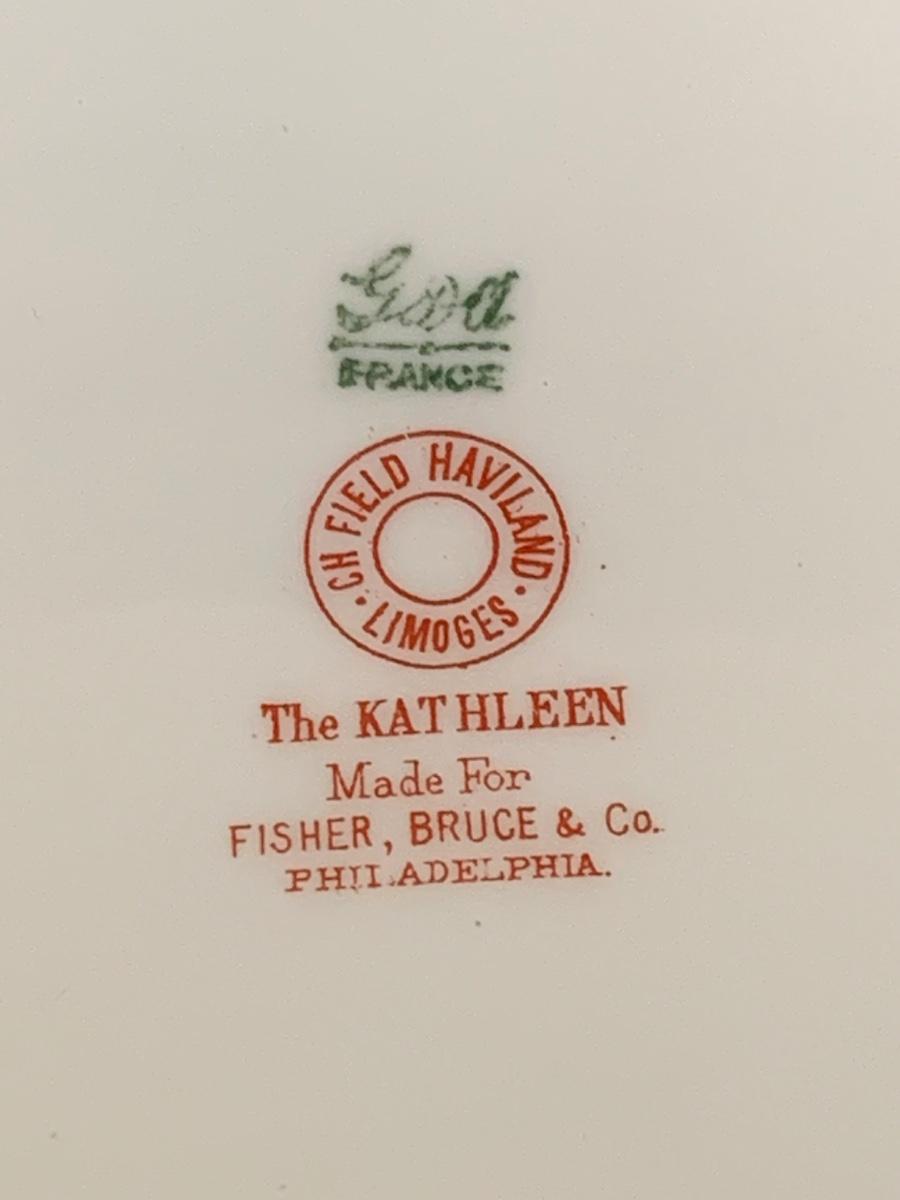 GDA
FRANCE
CH FIELD HAVILAND
· LIMOGES ·
The KATHLEEN
Made For
FISHER, BRUCE & Co.
PHILADELPHIA.